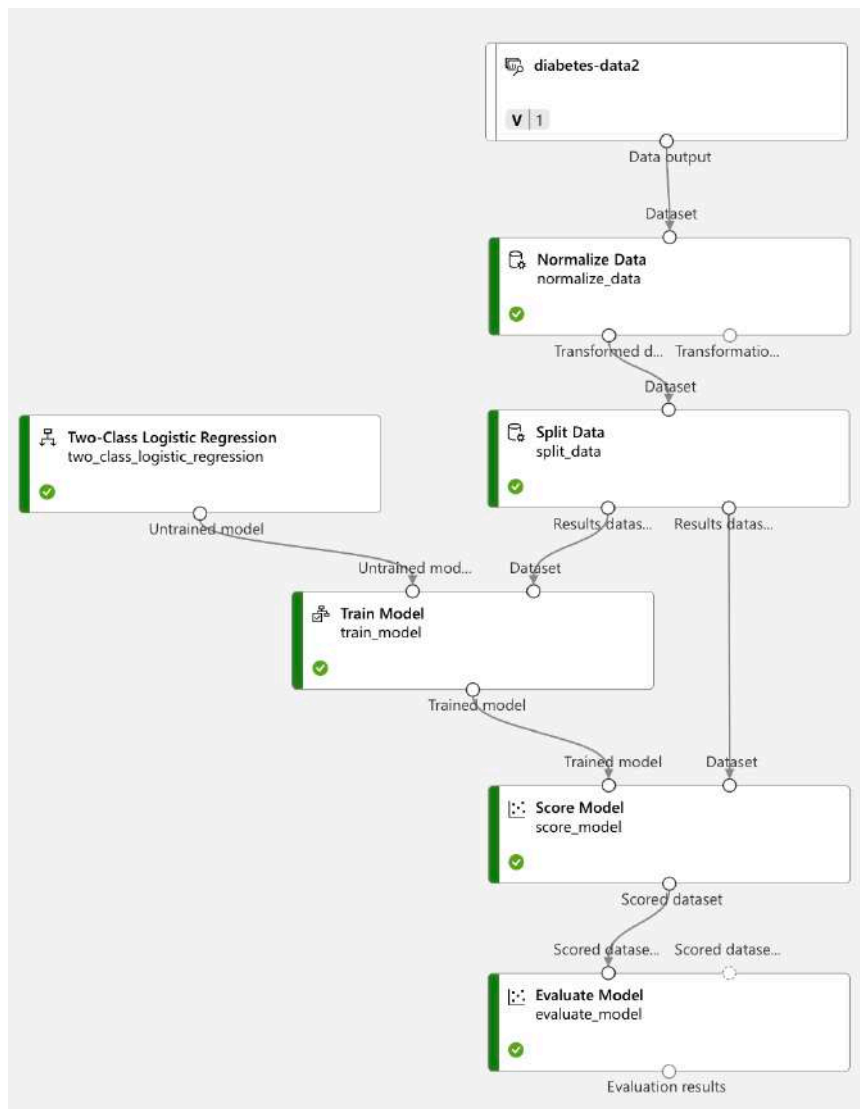 diabetes-data2
V 1
Data output
Dataset
Normalize Data
normalize_data
Transformed d... Transformatio...
Dataset
Two-Class Logistic Regression
two_class_logistic_regression
Untrained model
Split Data
split_data
Results datas... Results datas...
Untrained mod... Dataset
Train Model
train_model
Trained model
Trained model Dataset
Score Model
score_model
Scored dataset
Scored datase... Scored datase...
Evaluate Model
evaluate_model
Evaluation results